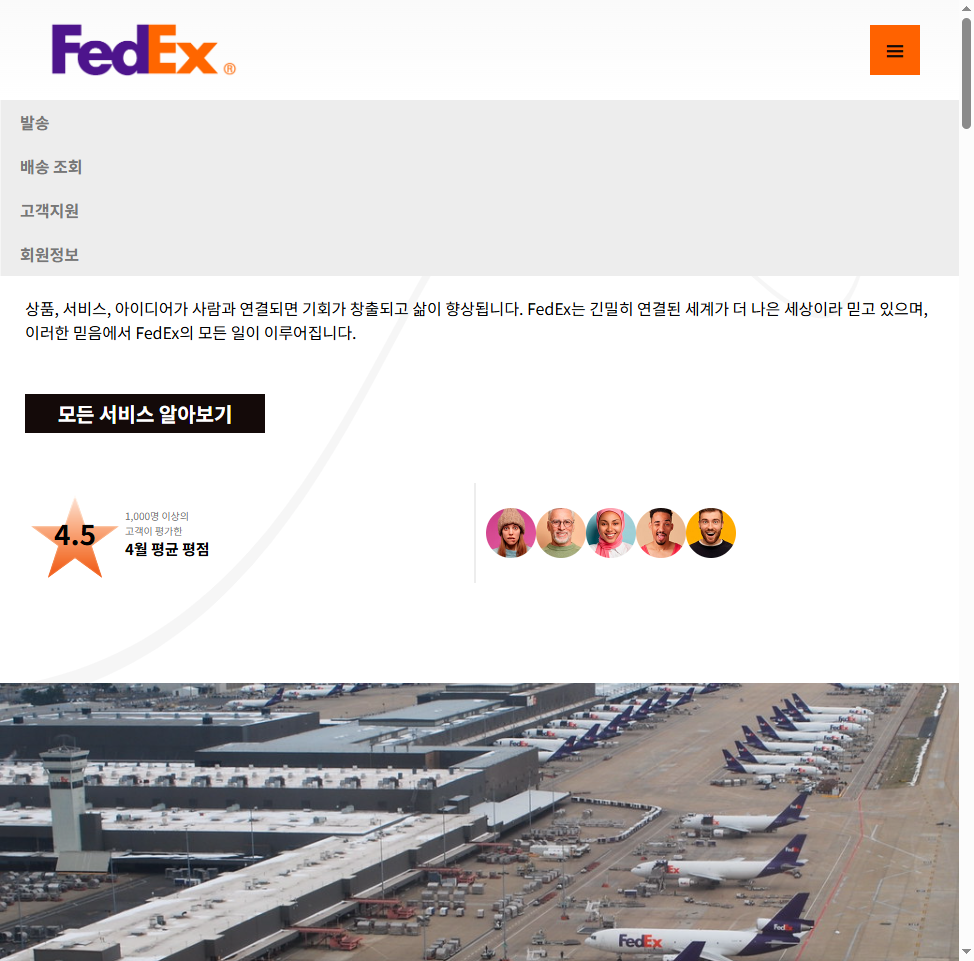 FedEx ®
발송
배송 조회
고객지원
회원정보
상품, 서비스, 아이디어가 사람과 연결되면 기회가 창출되고 삶이 향상됩니다. FedEx는 긴밀히 연결된 세계가 더 나은 세상이라 믿고 있으며,
이러한 믿음에서 FedEx의 모든 일이 이루어집니다.
모든 서비스 알아보기
4.5
1,000명 이상의
고객이 평가한
4월 평균 평점
FedEx
FedEx
FedEx
FedEx